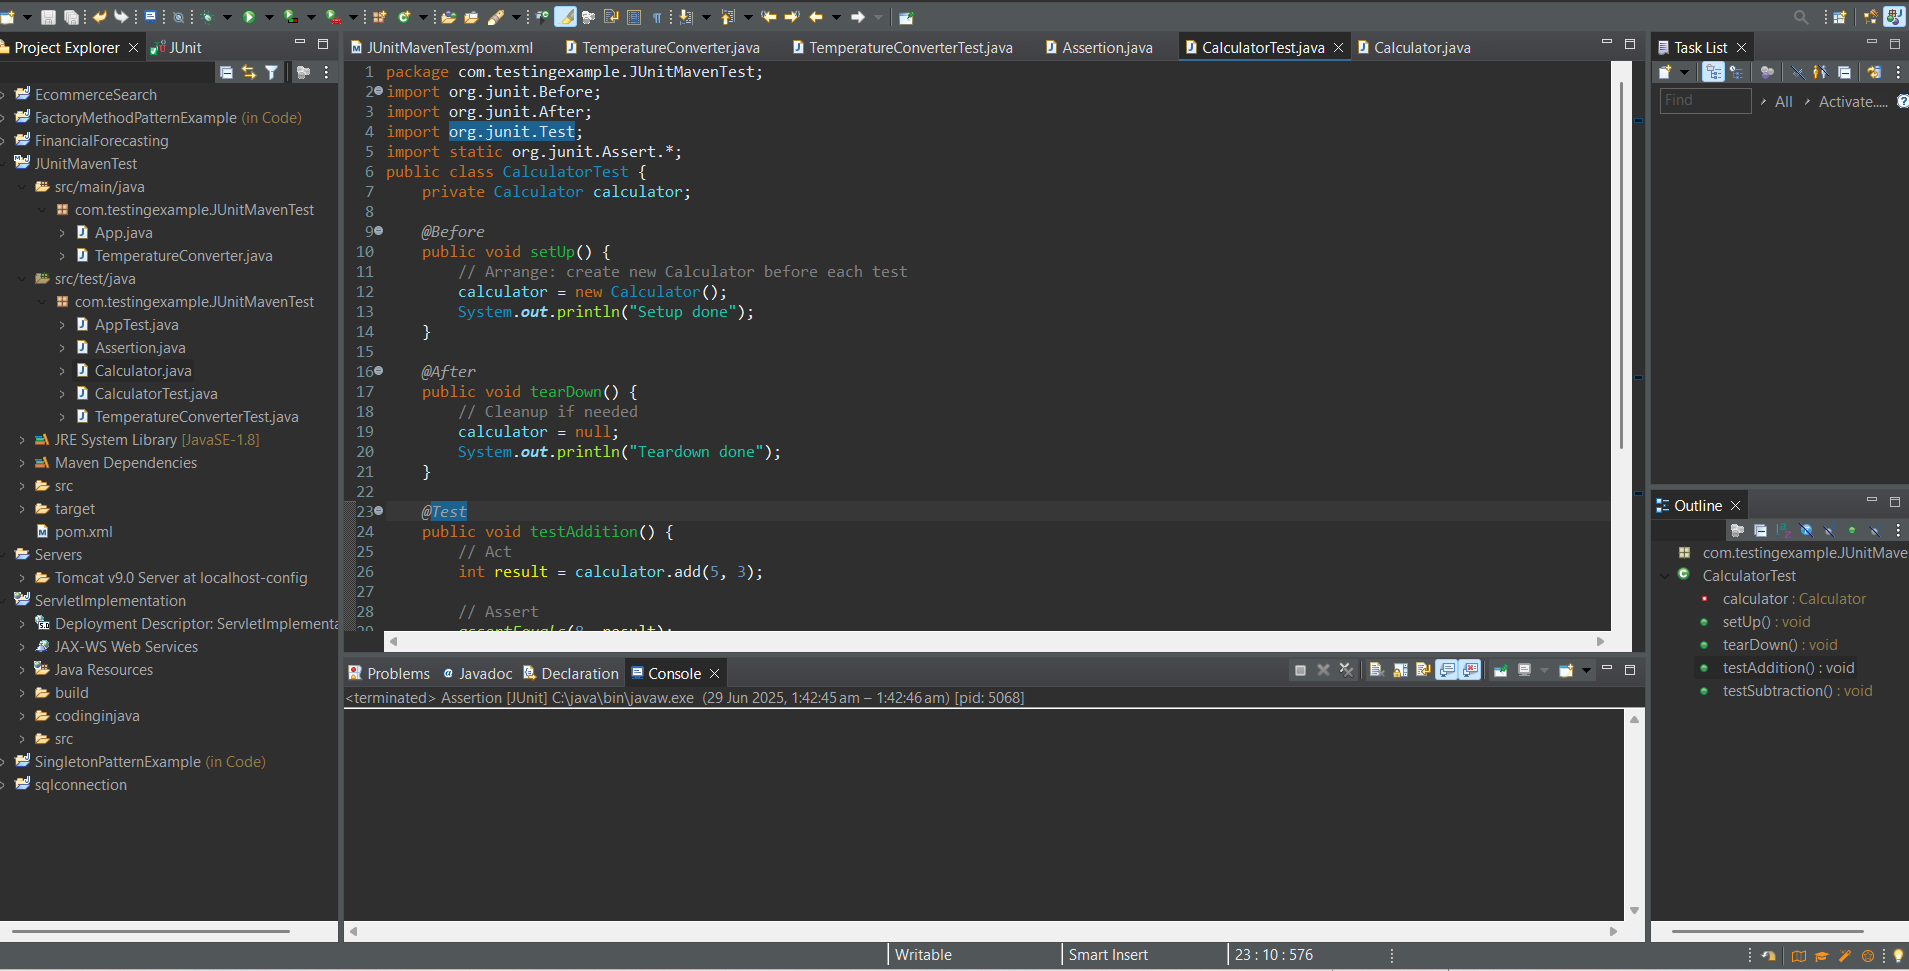 Project Explorer
JUnit
EcommerceSearch
FactoryMethodPatternExample (in Code)
FinancialForecasting
JUnitMavenTest
src/main/java
com.testingexample.JUnitMavenTest
App.java
TemperatureConverter.java
src/test/java
com.testingexample.JUnitMavenTest
AppTest.java
Assertion.java
Calculator.java
CalculatorTest.java
TemperatureConverterTest.java
JRE System Library [JavaSE-1.8]
Maven Dependencies
src
target
pom.xml
Servers
Tomcat v9.0 Server at localhost-config
ServletImplementation
Deployment Descriptor: ServletImplementa
JAX-WS Web Services
Java Resources
build
codinginjava
src
SingletonPatternExample (in Code)
sqlconnection
JUnitMavenTest/pom.xml
TemperatureConverter.java
TemperatureConverterTest.java
Assertion.java
CalculatorTest.java
Calculator.java
1 package com.testingexample.JUnitMavenTest;
2 import org.junit.Before;
3 import org.junit.After;
4 import org.junit.Test;
5 import static org.junit.Assert.*;
6 public class CalculatorTest {
7     private Calculator calculator;
8
9     @Before
10     public void setUp() {
11         // Arrange: create new Calculator before each test
12         calculator = new Calculator();
13         System.out.println("Setup done");
14     }
15
16     @After
17     public void tearDown() {
18         // Cleanup if needed
19         calculator = null;
20         System.out.println("Teardown done");
21     }
22
23     @Test
24     public void testAddition() {
25         // Act
26         int result = calculator.add(5, 3);
27
28         // Assert
29         assertEquals(8, result);
Problems
Javadoc
Declaration
Console
<terminated> Assertion [JUnit] C:\java\bin\javaw.exe (29 Jun 2025, 1:42:45 am – 1:42:46 am) [pid: 5068]
Task List
Find
All
Activate.....
Outline
com.testingexample.JUnitMave
CalculatorTest
calculator : Calculator
setUp() : void
tearDown() : void
testAddition() : void
testSubtraction() : void
Writable
Smart Insert
23 : 10 : 576